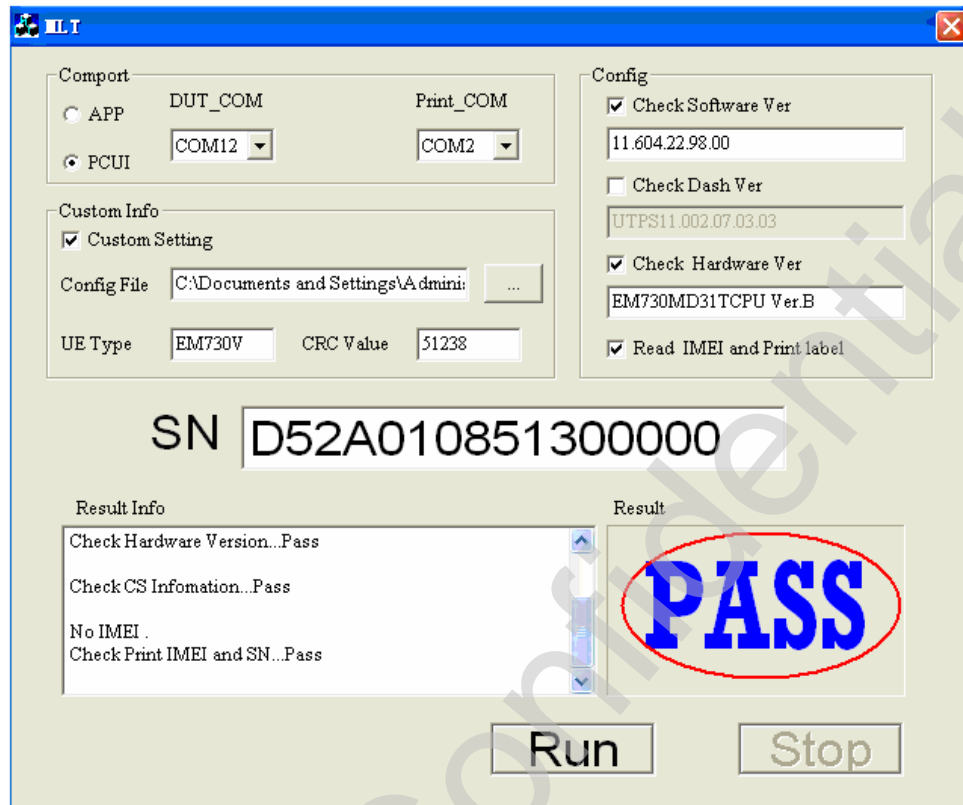 MLT
Comport
APP
DUT_COM
Print_COM
COM12
COM2
PCUI
Custom Info
Custom Setting
Config File
C:\Documents and Settings\Adminis
...
UE Type
EM730V
CRC Value
51238
Config
Check Software Ver
11.604.22.98.00
Check Dash Ver
UTPS11.002.07.03.03
Check Hardware Ver
EM730MD31TCPU Ver.B
Read IMEI and Print label
SN
D52A010851300000
Result Info
Check Hardware Version...Pass
Check CS Infomation...Pass
No IMEI .
Check Print IMEI and SN...Pass
Result
PASS
Run
Stop
Confidential